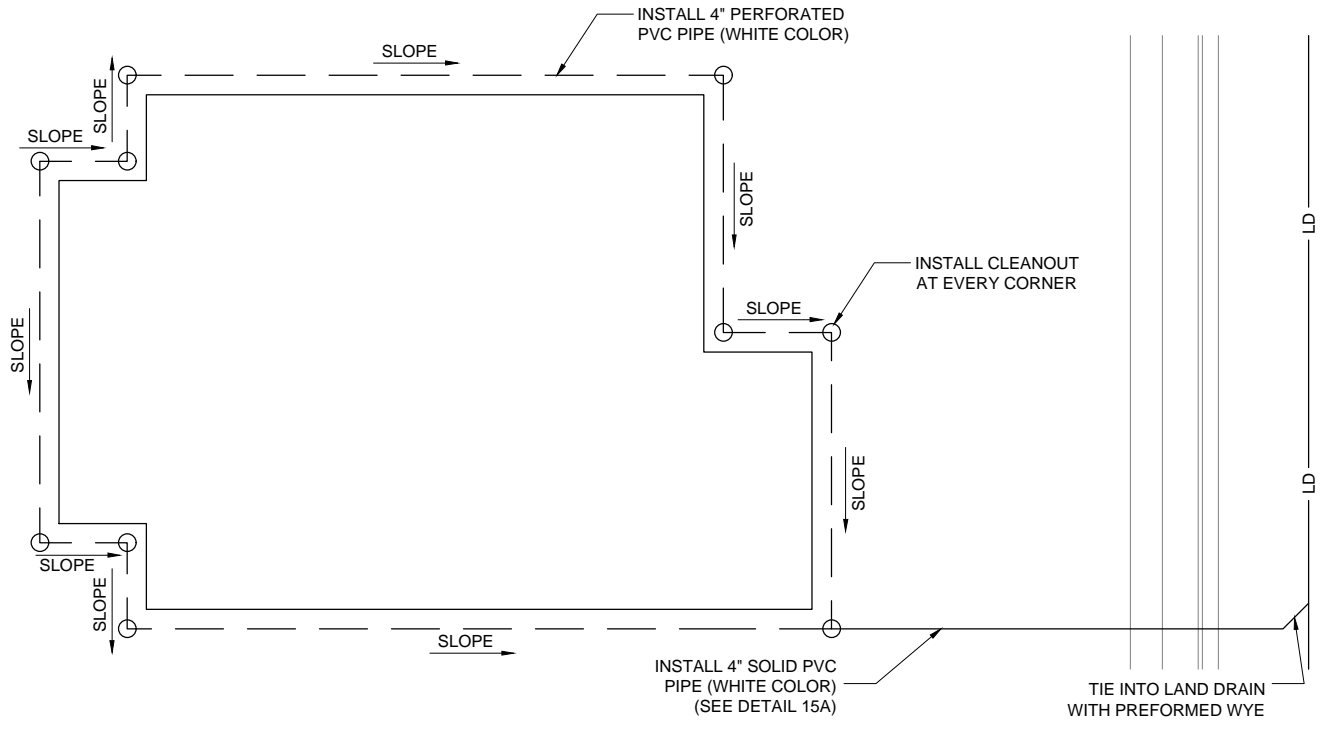 INSTALL 4" PERFORATED
PVC PIPE (WHITE COLOR)
SLOPE
SLOPE
SLOPE
SLOPE
INSTALL CLEANOUT
AT EVERY CORNER
SLOPE
SLOPE
SLOPE
SLOPE
SLOPE
SLOPE
INSTALL 4" SOLID PVC
PIPE (WHITE COLOR)
(SEE DETAIL 15A)
TIE INTO LAND DRAIN
WITH PREFORMED WYE
LD
LD